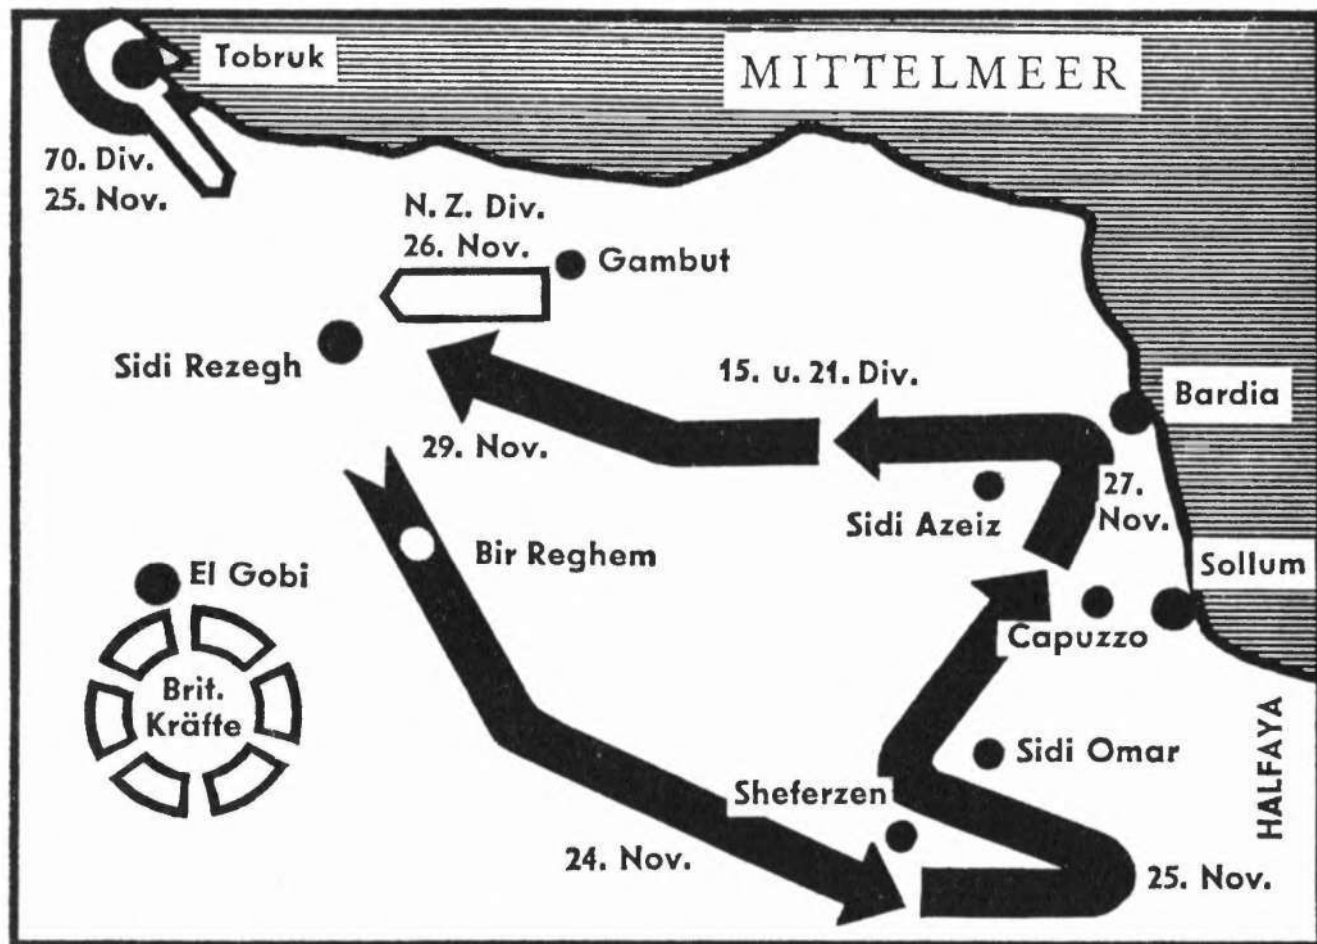 Tobruk
MITTELMEER
70. Div.
25. Nov.
N. Z. Div.
26. Nov.
Gambut
Sidi Rezegh
15. u. 21. Div.
Bardia
29. Nov.
27.
Nov.
Sidi Azeiz
Bir Reghem
Sollum
El Gobi
Capuzzo
Brit.
Kräfte
Sidi Omar
HALFAYA
Sheferzen
24. Nov.
25. Nov.